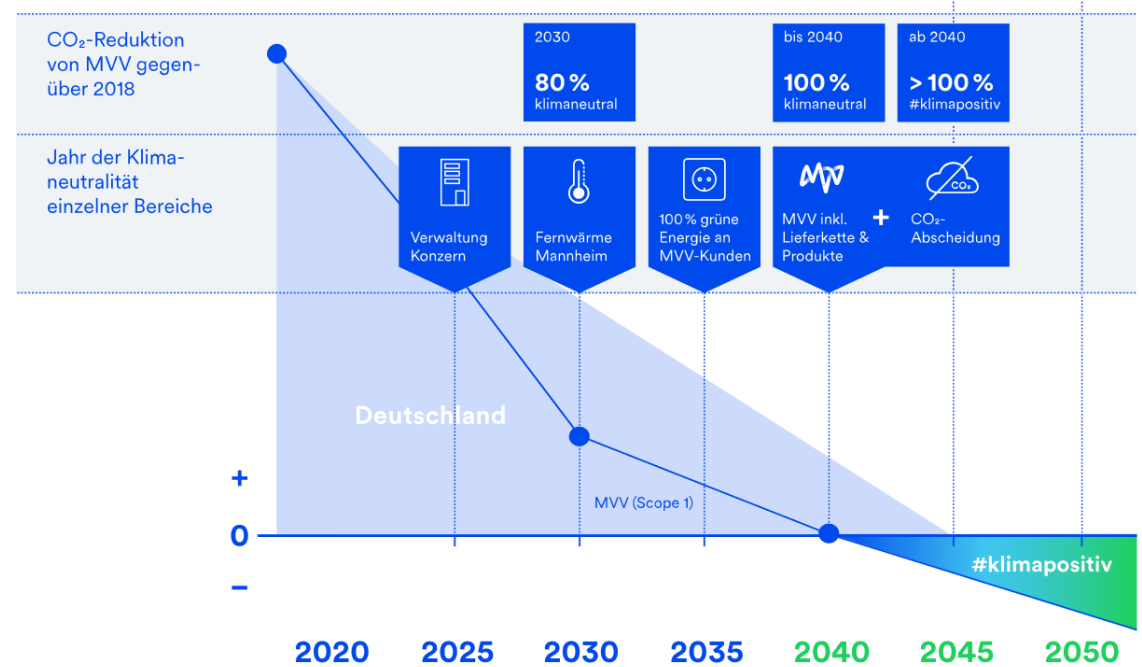 CO₂-Reduktion
von MVV gegen-
über 2018
2030
80 %
klimaneutral
bis 2040
100 %
klimaneutral
ab 2040
> 100 %
#klimapositiv
Jahr der Klima-
neutralität
einzelner Bereiche
Verwaltung
Konzern
Fernwärme
Mannheim
100 % grüne
Energie an
MVV-Kunden
MVV
MVV inkl.
Lieferkette &
Produkte
+
CO₂
CO₂-
Abscheidung
Deutschland
MVV (Scope 1)
+
0
−
#klimapositiv
2020 2025 2030 2035 2040 2045 2050